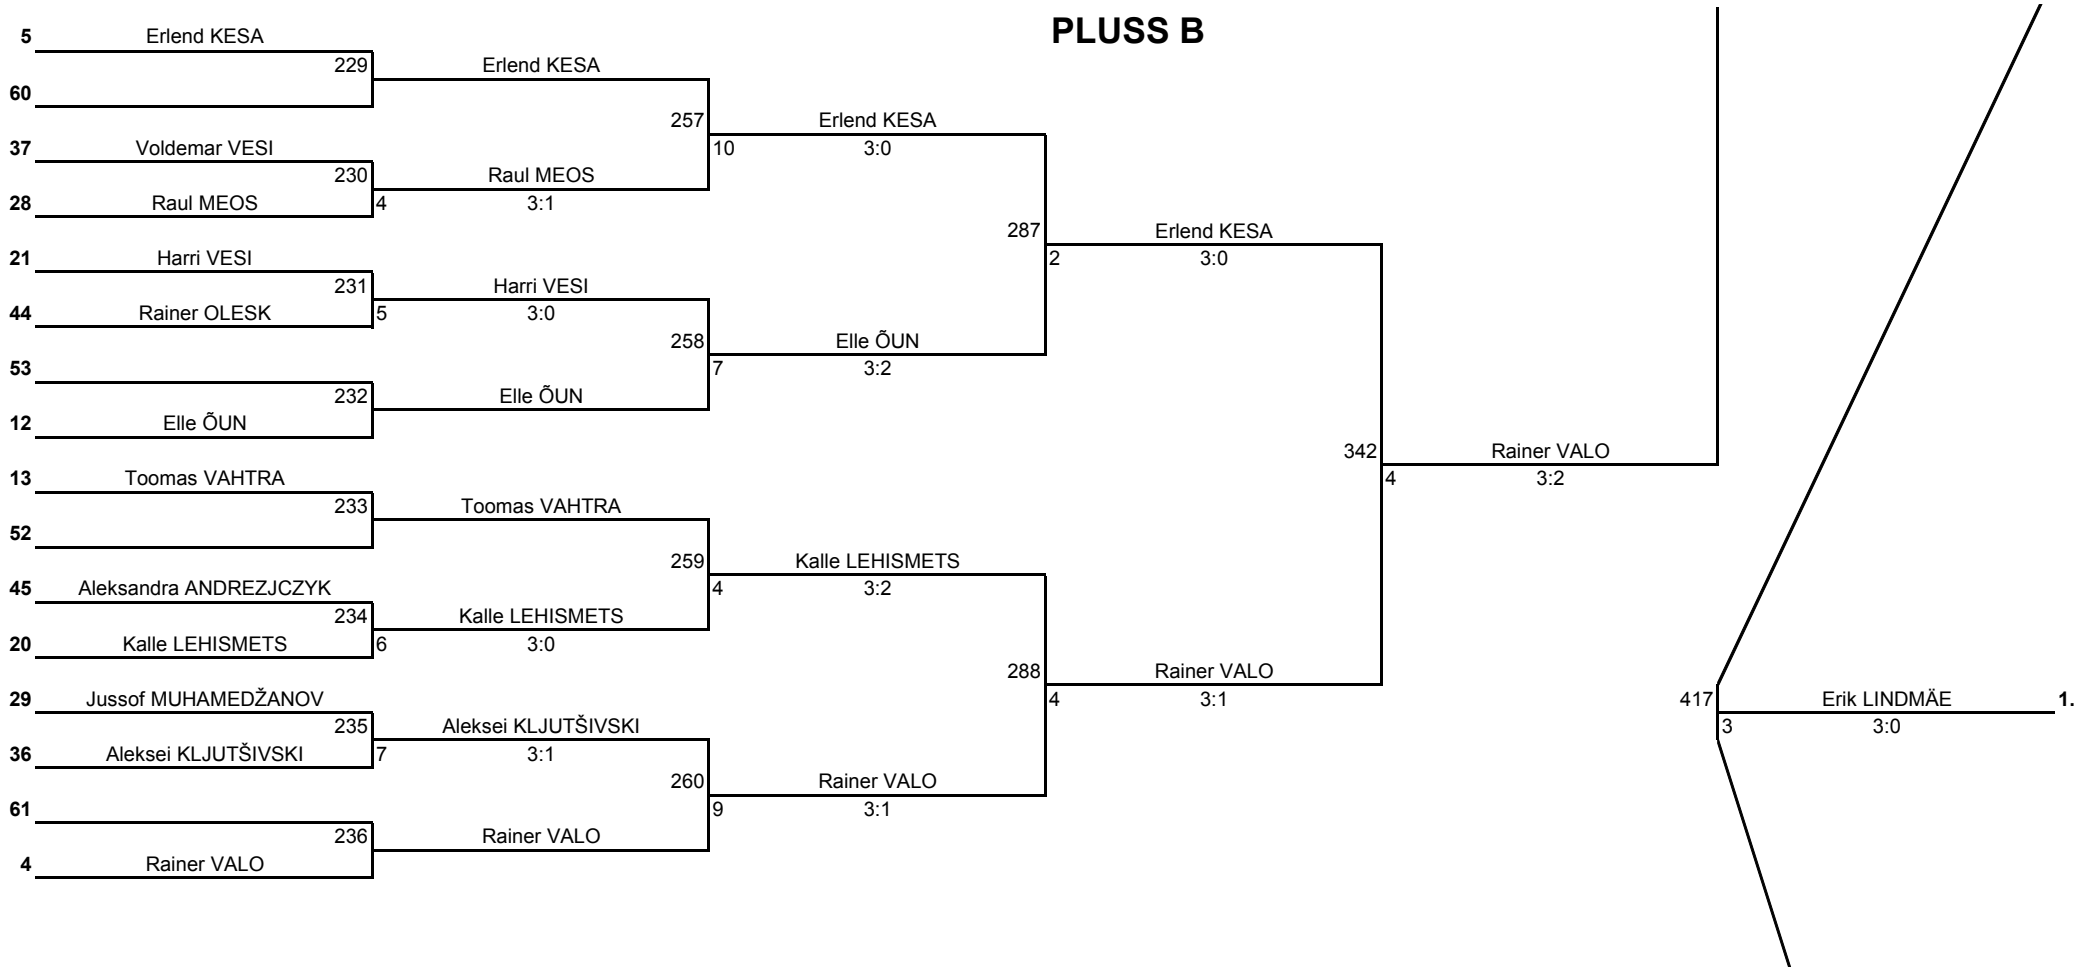 PLUSS B
5 Erlend KESA
229 Erlend KESA
60
257 Erlend KESA
37 Voldemar VESI 10 3:0
230 Raul MEOS
28 Raul MEOS 4 3:1
287 Erlend KESA
21 Harri VESI 2 3:0
231 Harri VESI
44 Rainer OLESK 5 3:0
258 Elle ÕUN
53 7 3:2
232 Elle ÕUN
12 Elle ÕUN
342 Rainer VALO
13 Toomas VAHTRA 4 3:2
233 Toomas VAHTRA
52
259 Kalle LEHISMETS
45 Aleksandra ANDREZJCZYK 4 3:2
234 Kalle LEHISMETS
20 Kalle LEHISMETS 6 3:0
288 Rainer VALO
29 Jussof MUHAMEDŽANOV 4 3:1 417 Erik LINDMÄE 1.
235 Aleksei KLJUTŠIVSKI 3 3:0
36 Aleksei KLJUTŠIVSKI 7 3:1
260 Rainer VALO
61 9 3:1
236 Rainer VALO
4 Rainer VALO